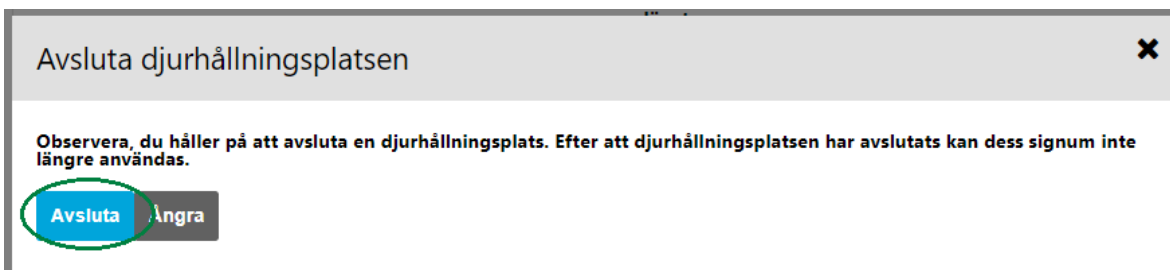 Avsluta djurhållningsplatsen
Observera, du håller på att avsluta en djurhållningsplats. Efter att djurhållningsplatsen har avslutats kan dess signum inte
längre användas.
Avsluta Ångra